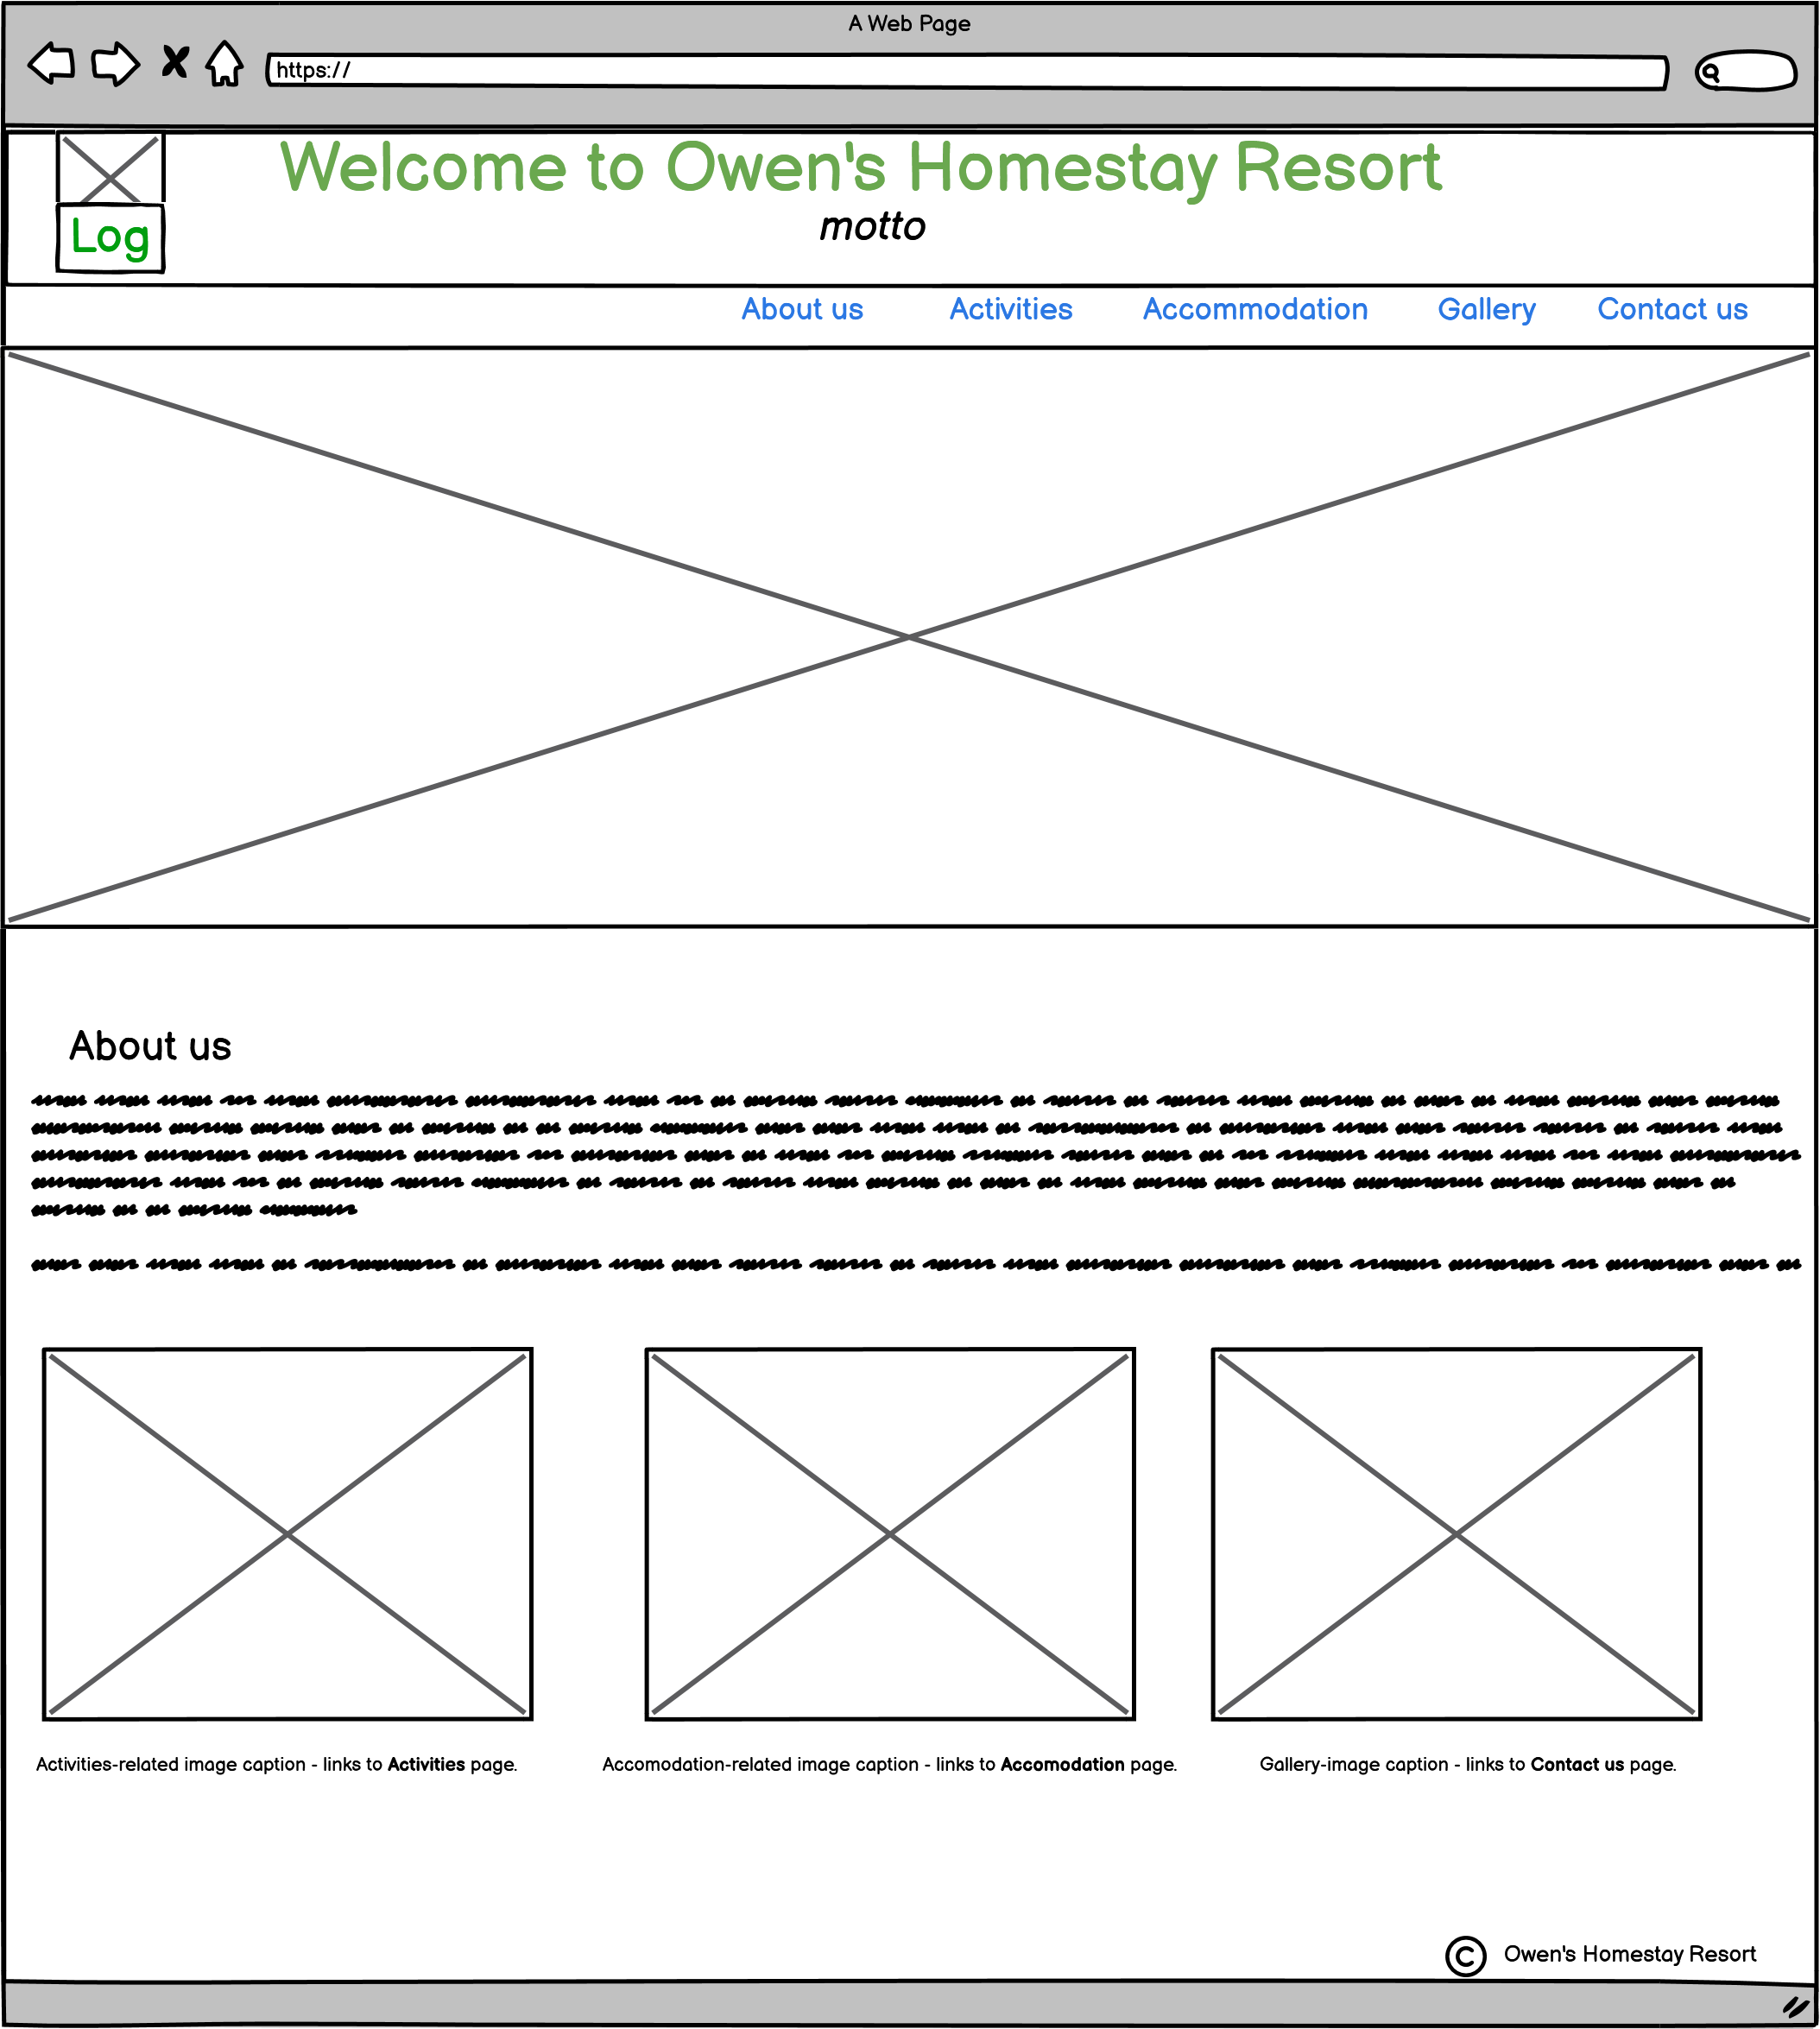 A Web Page
https://
Welcome to Owen's Homestay Resort
motto
Log
About us Activities Accommodation Gallery Contact us
About us
Activities-related image caption - links to Activities page.
Accomodation-related image caption - links to Accomodation page.
Gallery-image caption - links to Contact us page.
© Owen's Homestay Resort